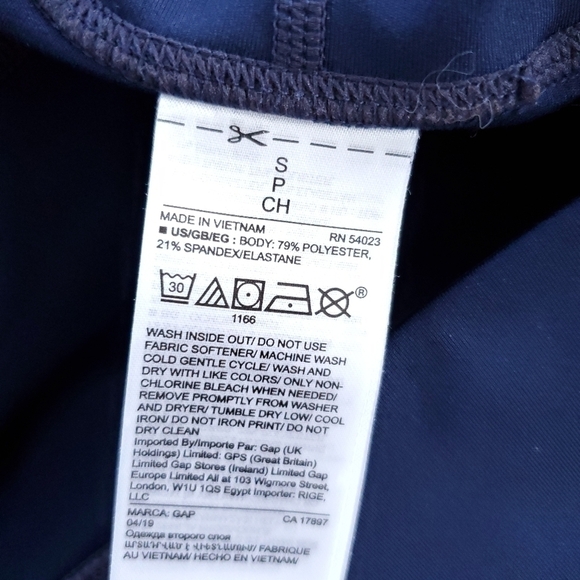 S
P
CH
MADE IN VIETNAM RN 54023
■ US/GB/EG : BODY: 79% POLYESTER,
21% SPANDEX/ELASTANE
30 ®
1166
WASH INSIDE OUT/ DO NOT USE
FABRIC SOFTENER/ MACHINE WASH
COLD GENTLE CYCLE/ WASH AND
DRY WITH LIKE COLORS/ ONLY NON-
CHLORINE BLEACH WHEN NEEDED/
REMOVE PROMPTLY FROM WASHER
AND DRYER/ TUMBLE DRY LOW/ COOL
IRON/ DO NOT IRON PRINT/ DO NOT
DRY CLEAN
Imported By/Importe Par: Gap (UK
Holdings) Limited: GPS (Great Britain)
Limited Gap Stores (Ireland) Limited Gap
Europe Limited All at 103 Wigmore Street,
London, W1U 1QS Egypt Importer: RIGE,
LLC
MARCA: GAP CA 17897
04/19
Одежда второго слоя
FABRIQUE
AU VIETNAM/ HECHO EN VIETNAM/